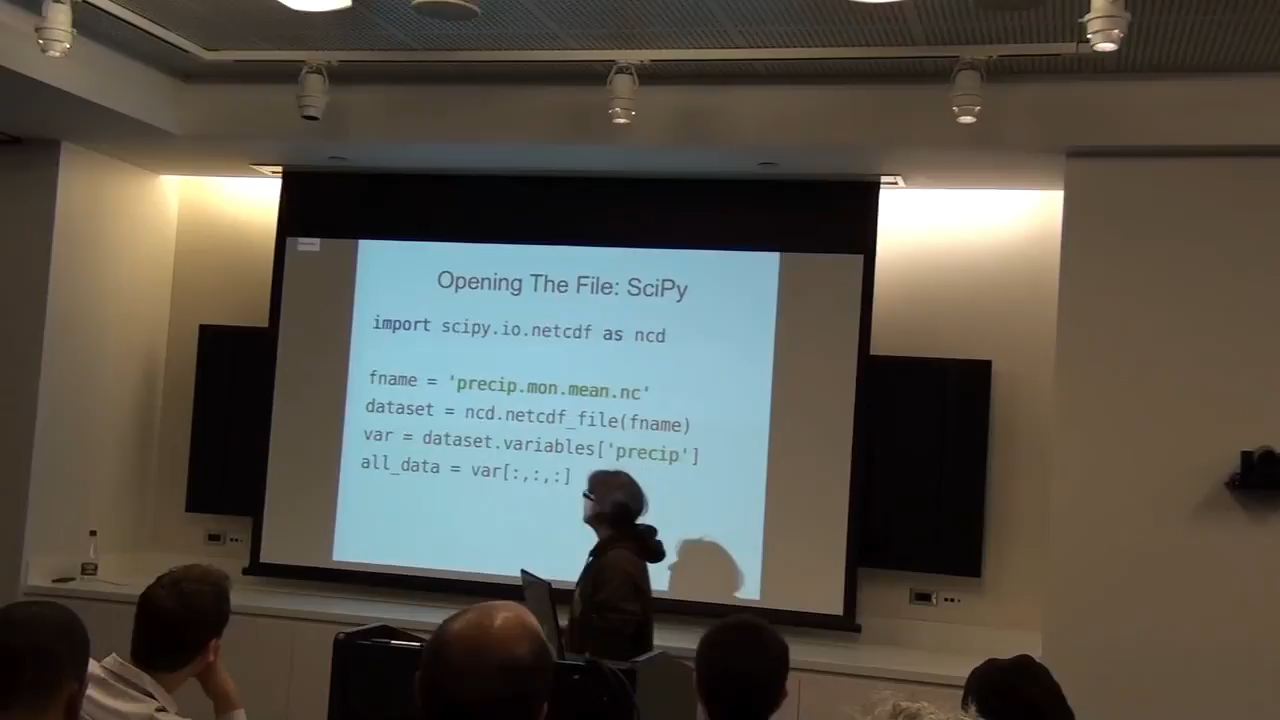 Opening The File: SciPy
import scipy.io.netcdf as ncd
fname = 'precip.mon.mean.nc'
dataset = ncd.netcdf_file(fname)
var = dataset.variables['precip']
all_data = var[:,:,:]